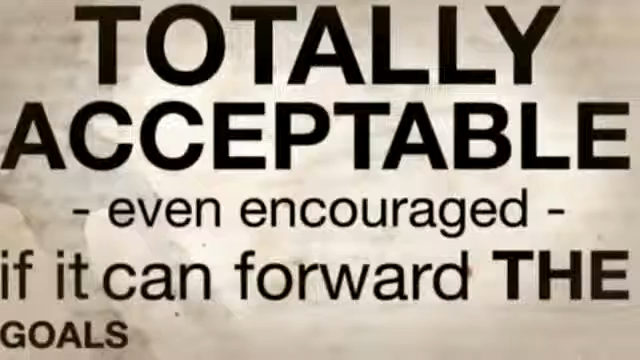 TOTALLY
ACCEPTABLE
- even encouraged -
if it can forward THE
GOALS